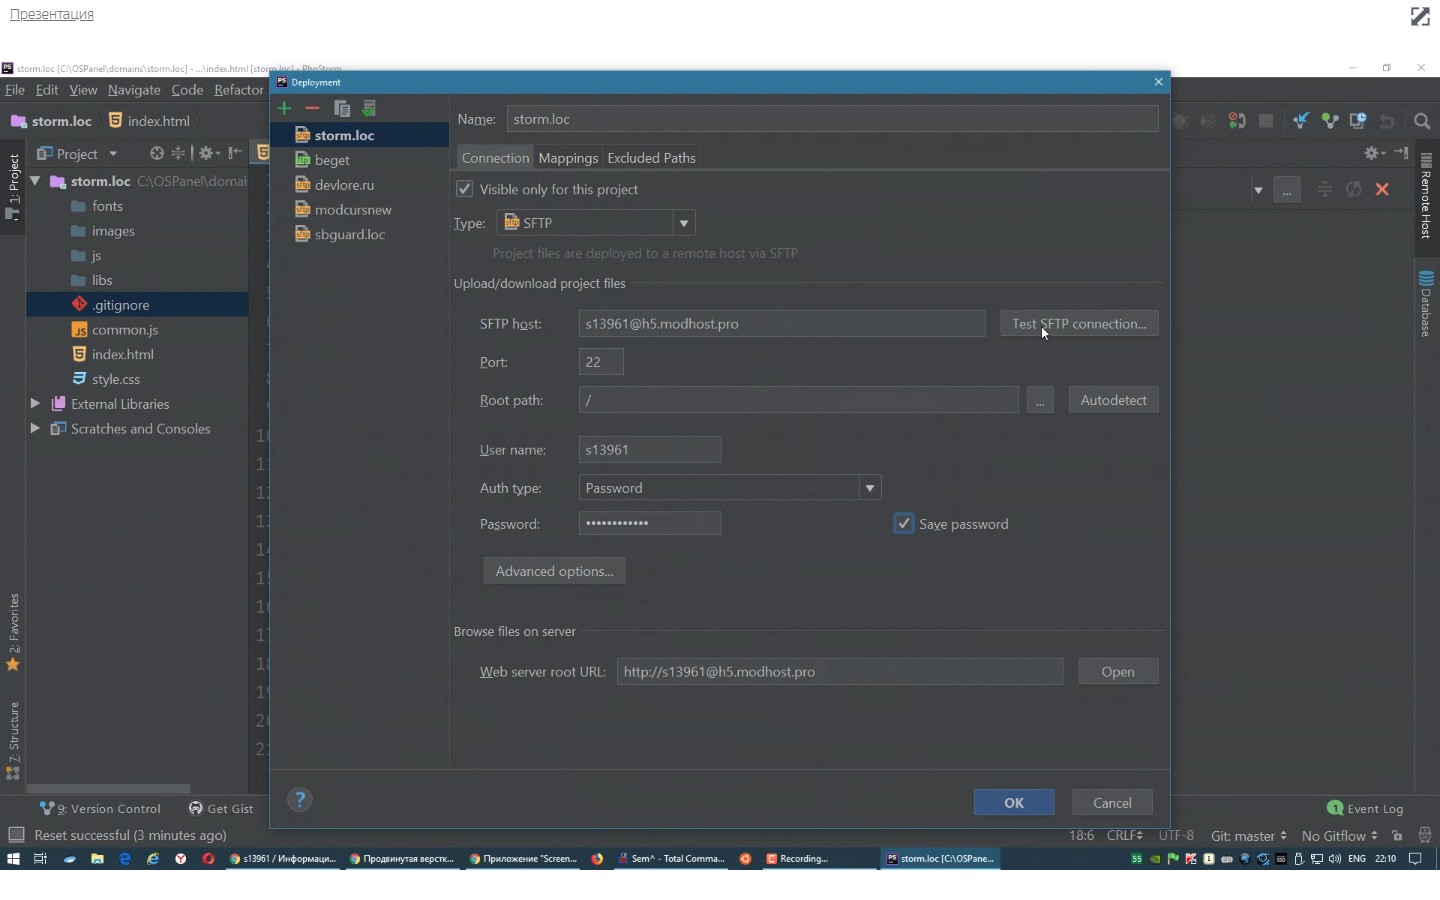 Презентация
storm.loc [C:\OSPanel\domains\storm.loc] - ...\index.html [storm.loc] - PhpStorm
File Edit View Navigate Code Refactor
Deployment
storm.loc index.html
Project
storm.loc C:\OSPanel\domai
fonts
images
js
libs
.gitignore
common.js
index.html
style.css
External Libraries
Scratches and Consoles
1: Project
2: Favorites
7: Structure
storm.loc
beget
devlore.ru
modcursnew
sbguard.loc
Name: storm.loc
Connection Mappings Excluded Paths
Visible only for this project
Type: SFTP
Project files are deployed to a remote host via SFTP
Upload/download project files
SFTP host: s13961@h5.modhost.pro Test SFTP connection...
Port: 22
Root path: / ... Autodetect
User name: s13961
Auth type: Password
Password: ••••••••••••
Save password
Advanced options...
Browse files on server
Web server root URL: http://s13961@h5.modhost.pro Open
? OK Cancel
...
Remote Host
Database
9: Version Control Get Gist
1 Event Log
Reset successful (3 minutes ago)
18:6 CRLF UTF-8 Git: master No Gitflow
s13961 / Информаци... Продвинутая верстк... Приложение "Screen... Sem^ - Total Comma... Recording... storm.loc [C:\OSPane...
ENG 22:10